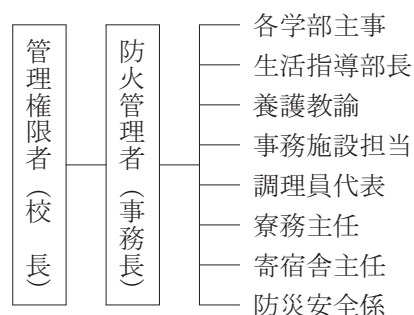 管理権限者（校　長）
防火管理者（事務長）
各学部主事
生活指導部長
養護教諭
事務施設担当
調理員代表
寮務主任
寄宿舎主任
防災安全係